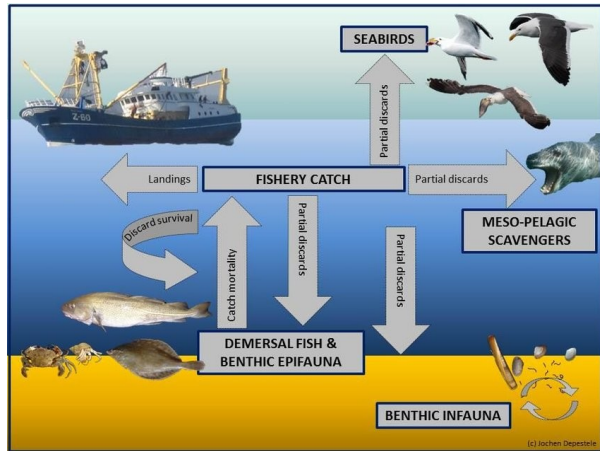 SEABIRDS
Z-60
Partial discards
Landings
FISHERY CATCH
Partial discards
MESO-PELAGIC
SCAVENGERS
Discard survival
Catch mortality
Partial discards
Partial discards
DEMERSAL FISH &
BENTHIC EPIFAUNA
BENTHIC INFAUNA
(c) Jochen Depestele